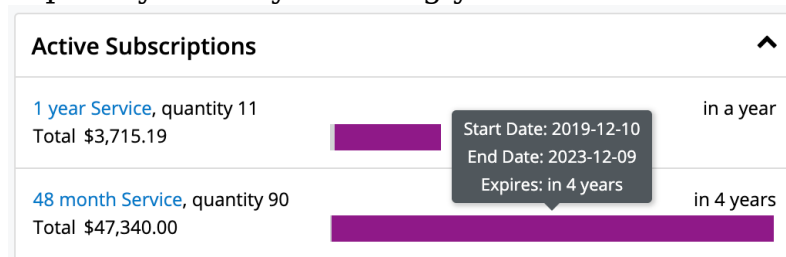 Active Subscriptions
1 year Service, quantity 11
in a year
Total $3,715.19
Start Date: 2019-12-10
End Date: 2023-12-09
Expires: in 4 years
48 month Service, quantity 90
in 4 years
Total $47,340.00